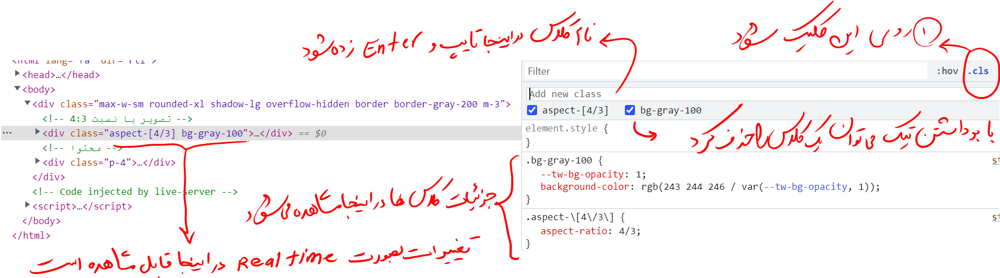 نام کلاس در اینجا تایپ و Enter زده شود
① روی این کلیک شود
<html lang="fa" dir="rtl">
<head>…</head>
<body>
<div class="max-w-sm rounded-xl shadow-lg overflow-hidden border border-gray-200 m-3">
<!-- تصویر با نسبت 4:3 -->
<div class="aspect-[4/3] bg-gray-100">…</div> == $0
<!-- محتوا -->
<div class="p-4">…</div>
</div>
<!-- Code injected by live-server -->
<script>…</script>
</body>
</html>
Filter
:hov .cls
Add new class
aspect-[4/3] bg-gray-100
با برداشتن تیک می توان یک کلاس را حذف کرد
element.style {
}
.bg-gray-100 { st
--tw-bg-opacity: 1;
background-color: rgb(243 244 246 / var(--tw-bg-opacity, 1));
}
.aspect-\[4\/3\] { st
aspect-ratio: 4/3;
}
جزئیات کلاس ها در اینجا مشاهده می شود
تغییرات بصورت Real time در اینجا قابل مشاهده است